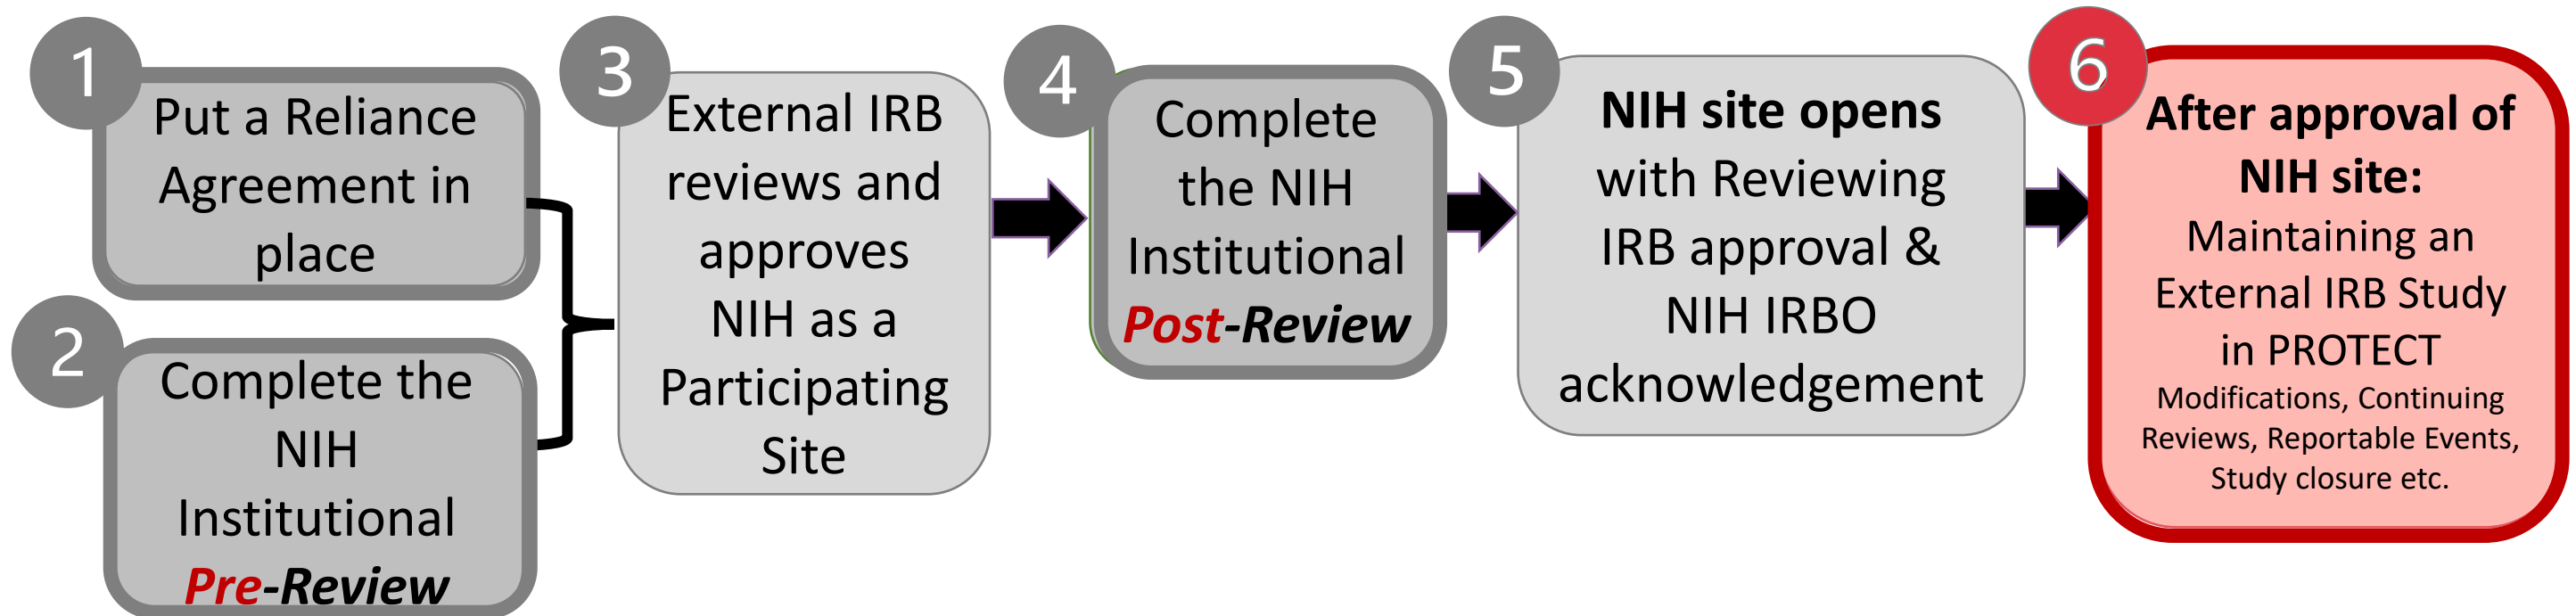 1
Put a Reliance
Agreement in
place
2
Complete the
NIH
Institutional
Pre-Review
3
External IRB
reviews and
approves
NIH as a
Participating
Site
4
Complete
the NIH
Institutional
Post-Review
5
NIH site opens
with Reviewing
IRB approval &
NIH IRBO
acknowledgement
6
After approval of
NIH site:
Maintaining an
External IRB Study
in PROTECT
Modifications, Continuing
Reviews, Reportable Events,
Study closure etc.